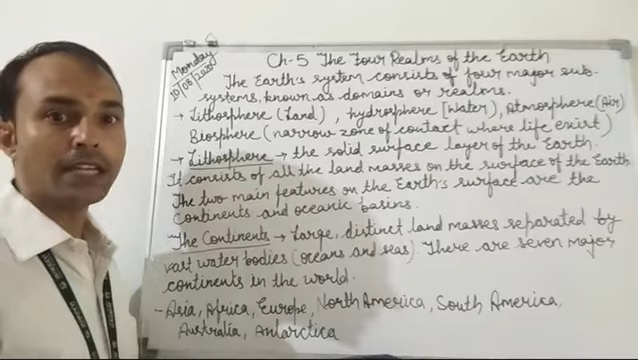 Monday
10/08/2020
Ch-5 The Four Realms of the Earth
The Earth's system consists of four major sub-
systems, known as domains or realms.
→ Lithosphere (Land), hydrosphere [Water), Atmosphere (Air)
Biosphere (narrow zone of contact where life exist)
→ Lithosphere → the solid surface layer of the Earth.
It consists of all the land masses on the surface of the Earth
The two main features on the Earth's surface are the
continents and oceanic basins.
The Continents → Large, distinct land masses separated by
vast water bodies (oceans and seas). There are seven major
continents in the world.
- Asia, Africa, Europe, North America, South America,
Australia, Antarctica